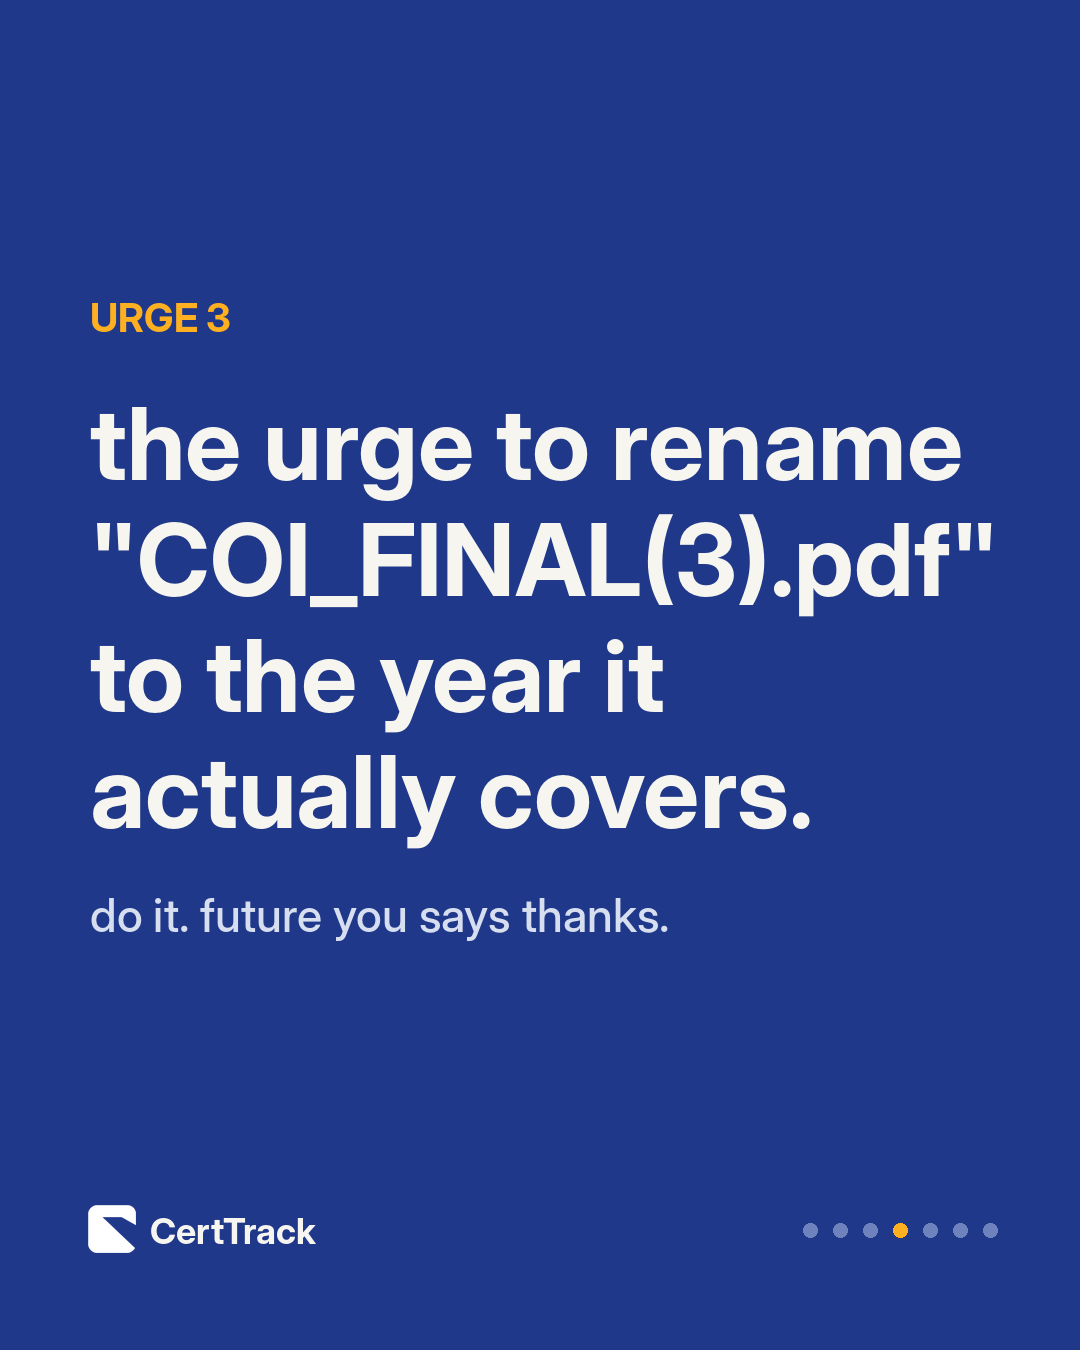 URGE 3
the urge to rename
"COI_FINAL(3).pdf"
to the year it
actually covers.
do it. future you says thanks.
CertTrack